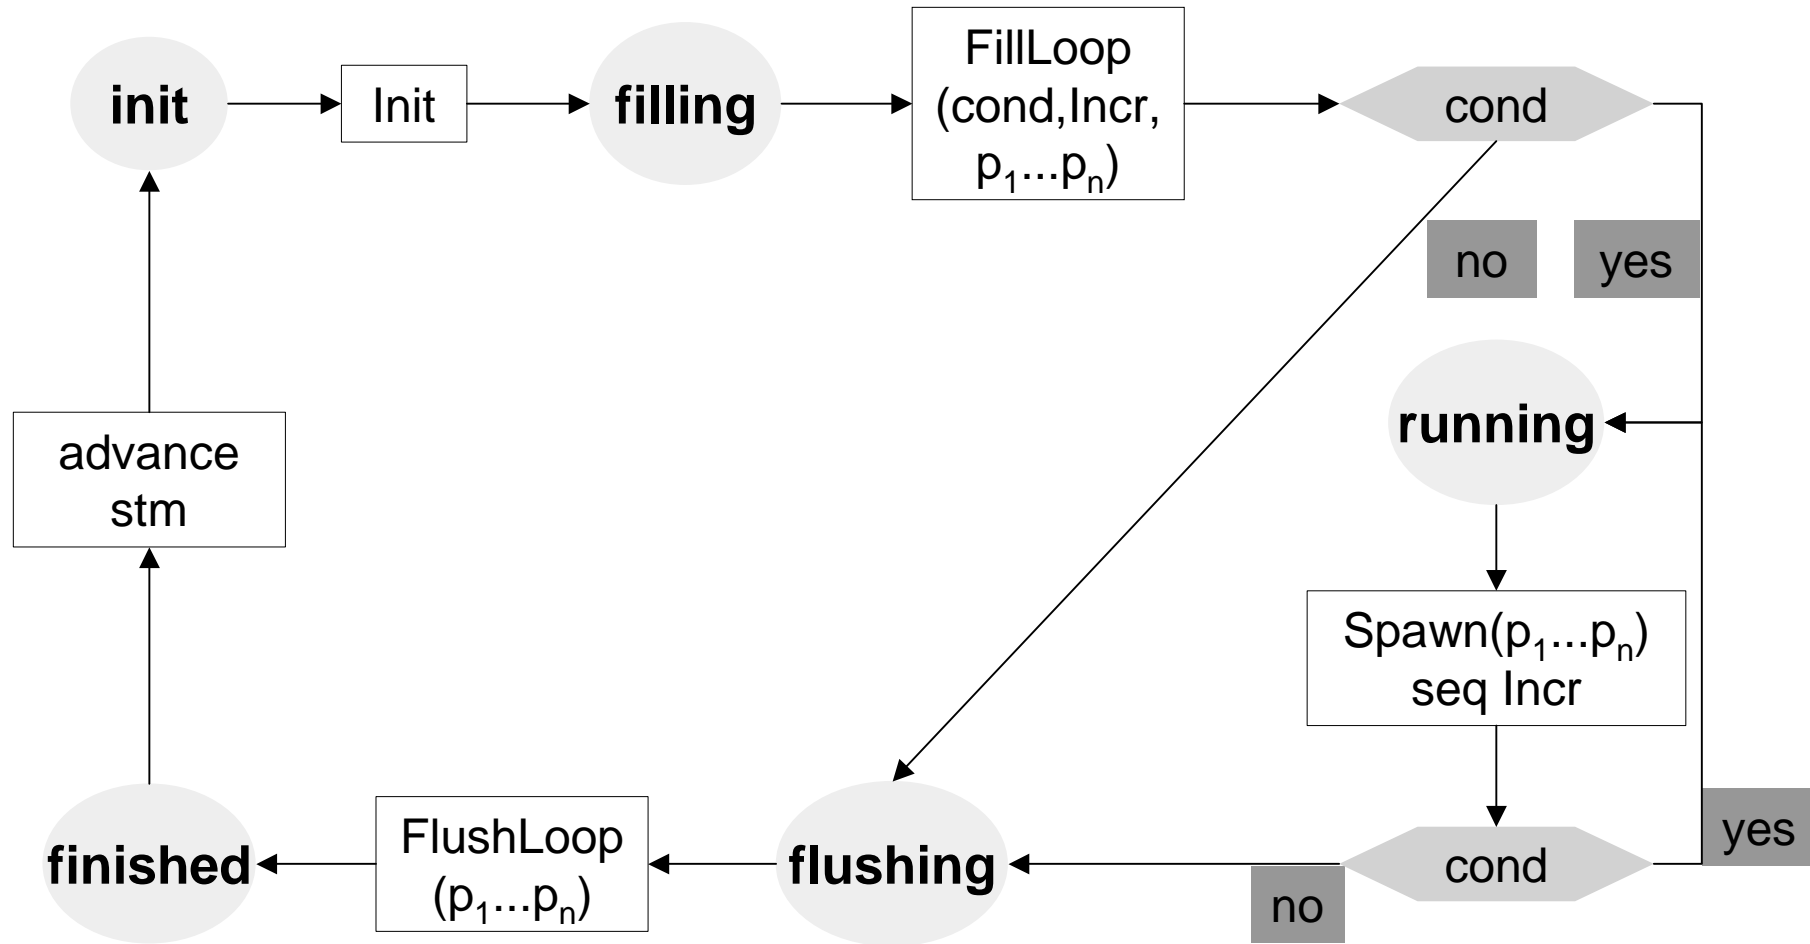 init
Init
filling
FillLoop
(cond,Incr,
p₁...pₙ)
cond
no
yes
running
advance
stm
Spawn(p₁...pₙ)
seq Incr
finished
FlushLoop
(p₁...pₙ)
flushing
cond
yes
no